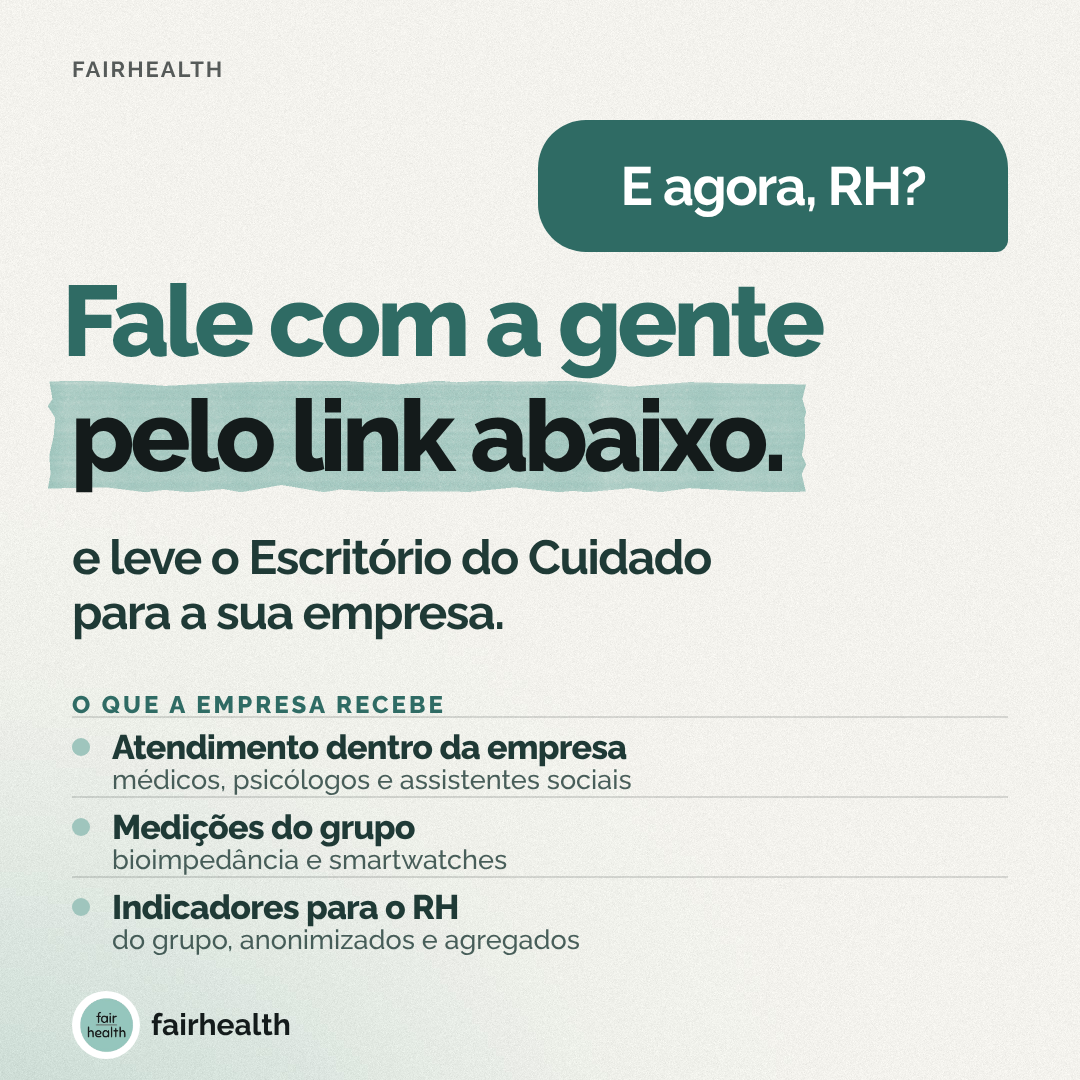 FAIRHEALTH
E agora, RH?
Fale com a gente
pelo link abaixo.
e leve o Escritório do Cuidado
para a sua empresa.
O QUE A EMPRESA RECEBE
Atendimento dentro da empresa
médicos, psicólogos e assistentes sociais
Medições do grupo
bioimpedância e smartwatches
Indicadores para o RH
do grupo, anonimizados e agregados
fair
health
fairhealth